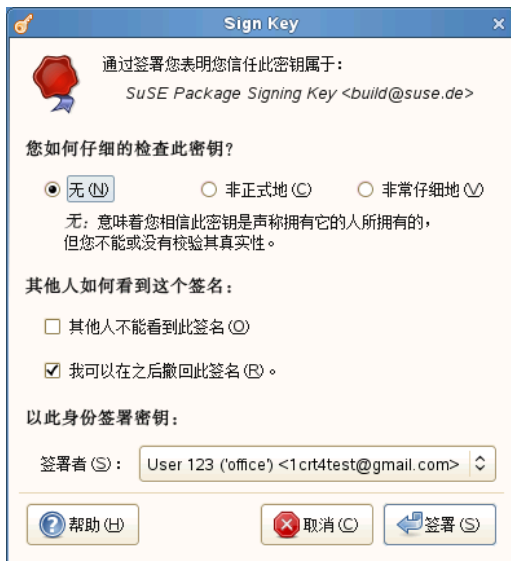 Sign Key
通过签署您表明您信任此密钥属于：
SuSE Package Signing Key <build@suse.de>
您如何仔细的检查此密钥？
无(N) 非正式地(C) 非常仔细地(V)
无：意味着您相信此密钥是声称拥有它的人所拥有的，
但您不能或没有校验其真实性。
其他人如何看到这个签名：
其他人不能看到此签名(O)
我可以在之后撤回此签名(R)。
以此身份签署密钥：
签署者(S)： User 123 ('office') <1crt4test@gmail.com>
帮助(H) 取消(C) 签署(S)